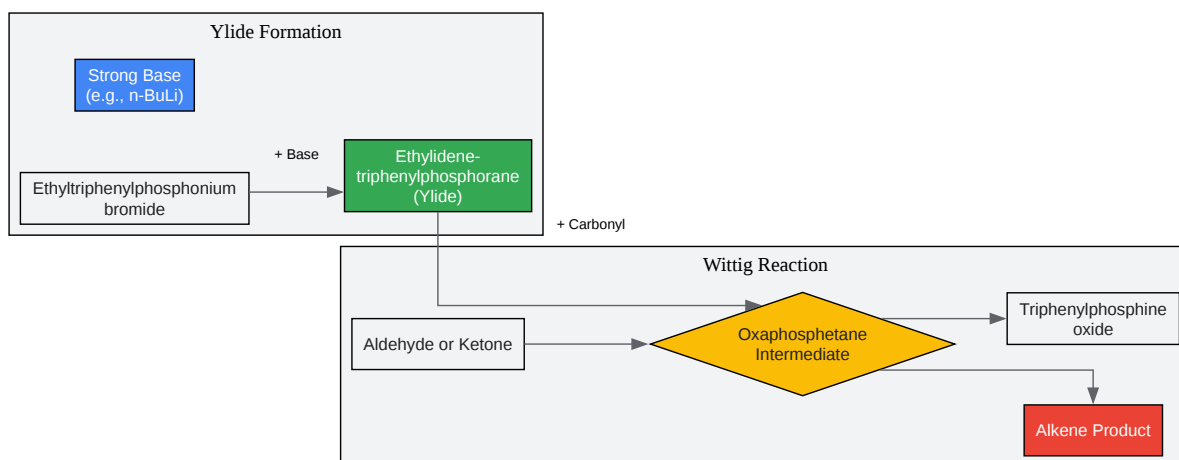 Ylide Formation
Strong Base
(e.g., n-BuLi)
+ Base
Ethyltriphenylphosphonium
bromide
Ethylidene-
triphenylphosphorane
(Ylide)
+ Carbonyl
Wittig Reaction
Aldehyde or Ketone
Oxaphosphetane
Intermediate
Triphenylphosphine
oxide
Alkene Product